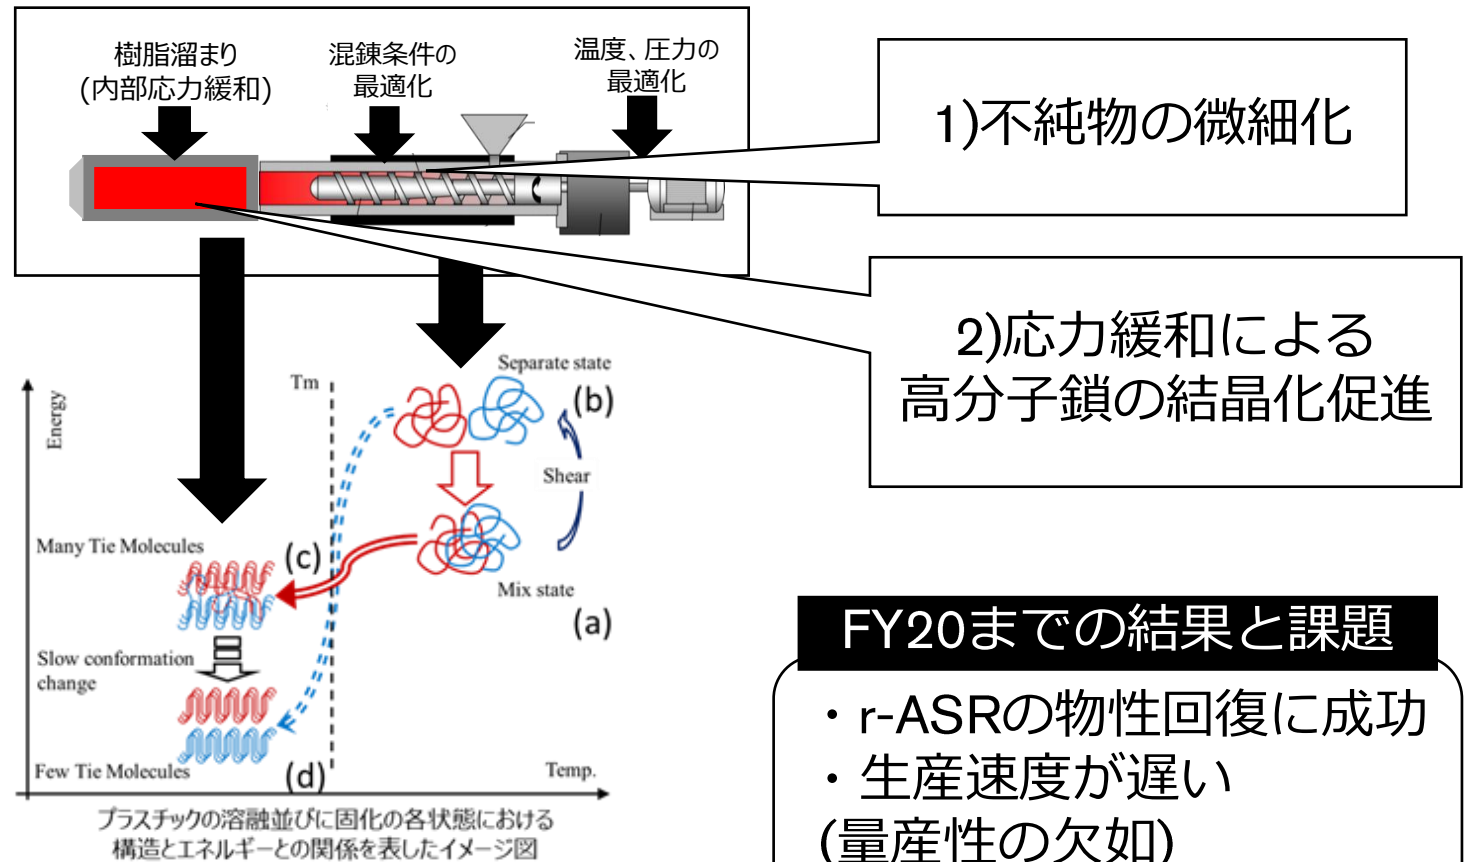 樹脂溜まり
(内部応力緩和)
混錬条件の
最適化
温度、圧力の
最適化
1)不純物の微細化
2)応力緩和による
高分子鎖の結晶化促進
Energy
Tm
Separate state
(b)
Shear
Many Tie Molecules
(c)
Mix state
(a)
Slow conformation
change
Few Tie Molecules
(d)
Temp.
プラスチックの溶融並びに固化の各状態における
構造とエネルギーとの関係を表したイメージ図
FY20までの結果と課題
・r-ASRの物性回復に成功
・生産速度が遅い
(量産性の欠如)